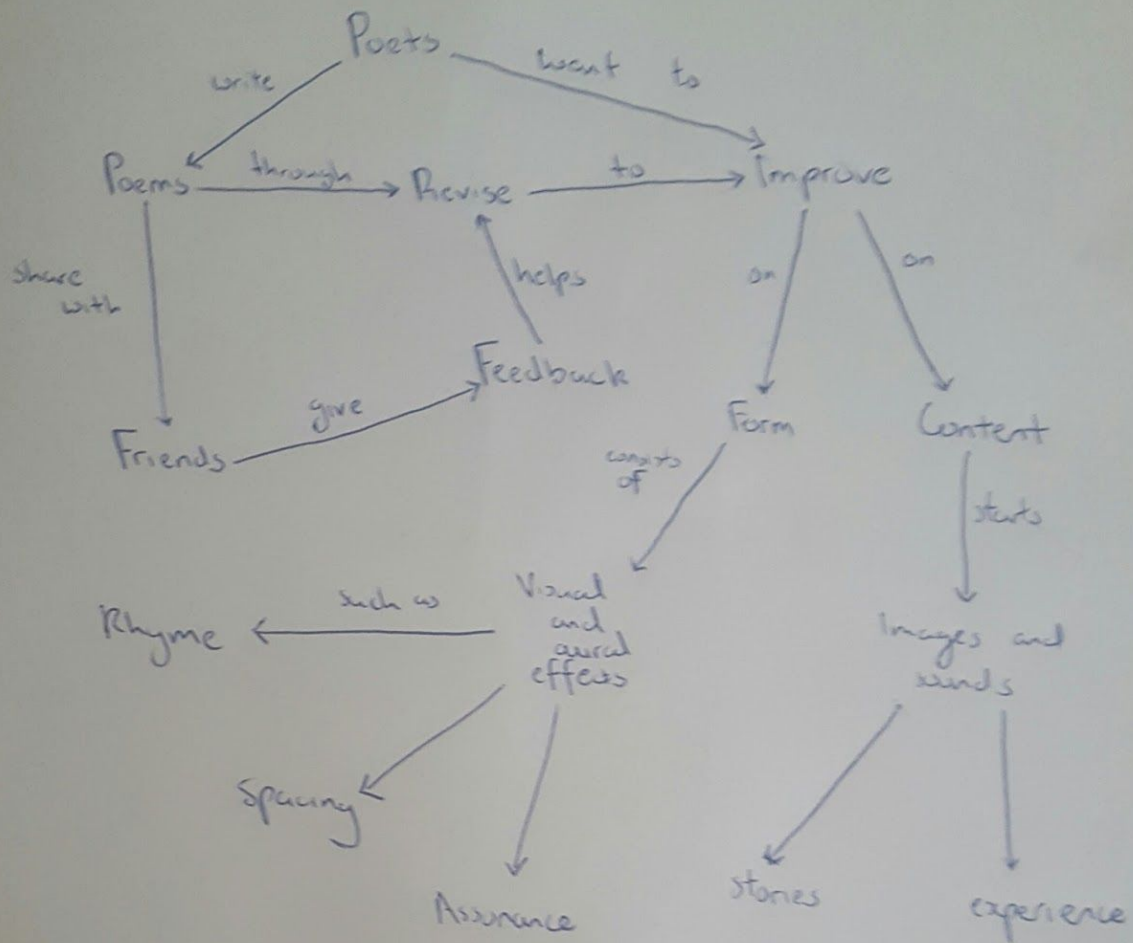 Poets
write
want to
Poems
through
Revise
to
Improve
share
with
helps
on
on
Feedback
give
Friends
Form
Content
consists
of
starts
such as
Visual
and
aural
effects
Rhyme
Images and
sounds
Spacing
Assurance
stories
experience